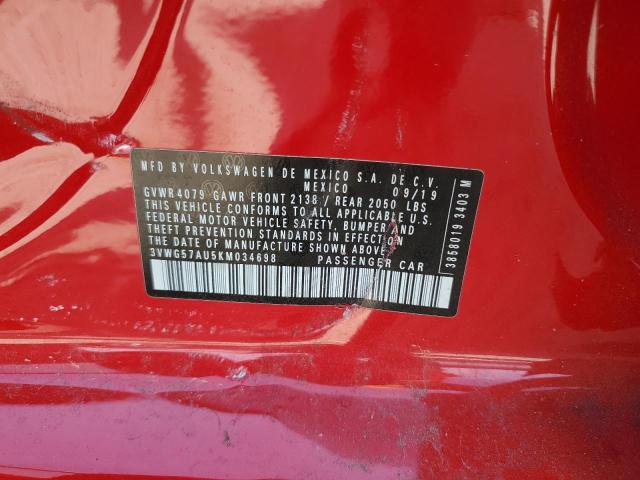 MFD BY VOLKSWAGEN DE MEXICO S.A. DE C.V.
MEXICO 09/19
GVWR 4079 GAWR FRONT 2138 / REAR 2050 LBS
THIS VEHICLE CONFORMS TO ALL APPLICABLE U.S.
FEDERAL MOTOR VEHICLE SAFETY, BUMPER AND
THEFT PREVENTION STANDARDS IN EFFECT ON
THE DATE OF MANUFACTURE SHOWN ABOVE
3VWG57AU5KM034698 PASSENGER CAR
3858019 3403 M